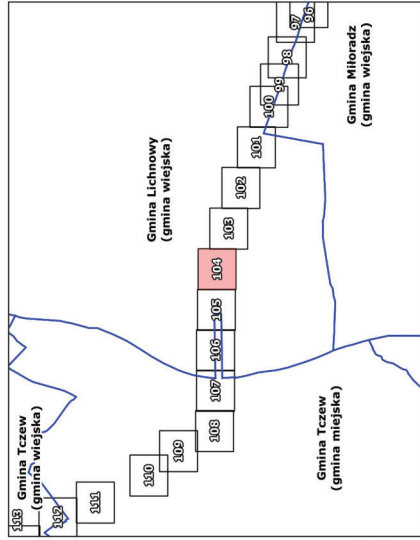 113
Gmina Tczew
(gmina wiejska)
112
111
110
109
108
107
106
105
104
103
102
101
100
99
98
97
96
Gmina Lichnowy
(gmina wiejska)
Gmina Miłoradz
(gmina wiejska)
Gmina Tczew
(gmina miejska)